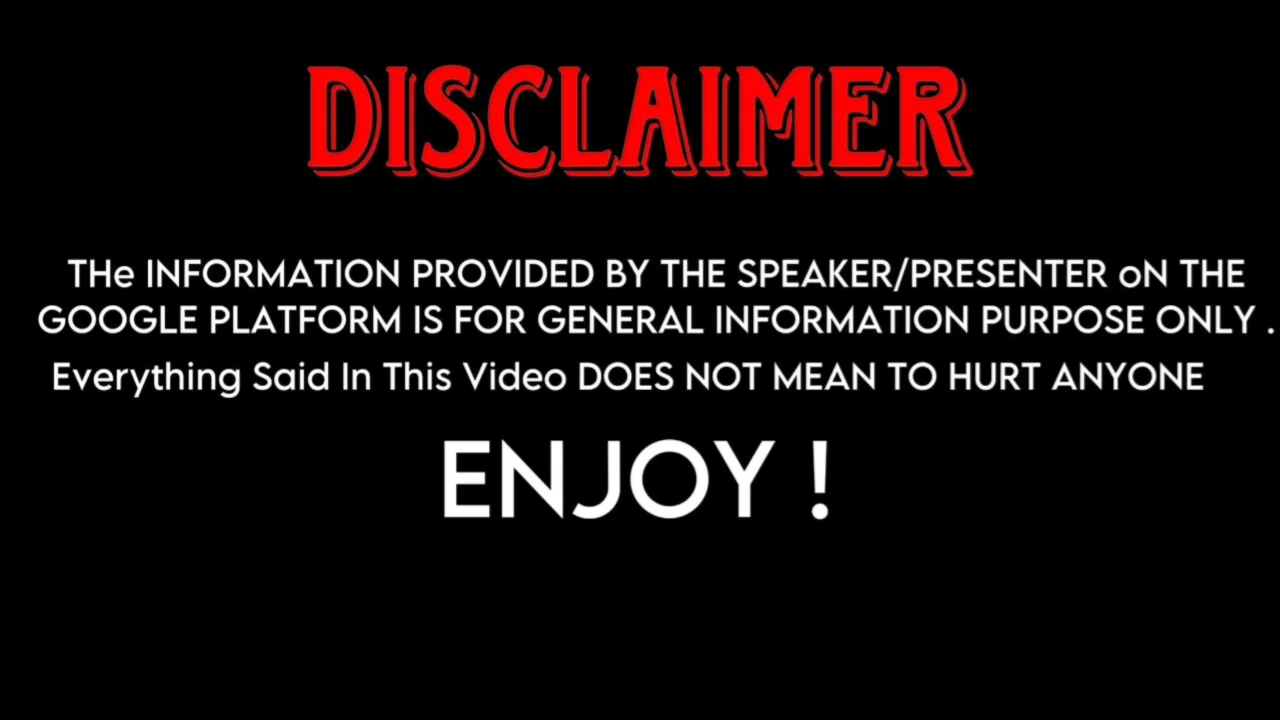 DISCLAIMER
THe INFORMATION PROVIDED BY THE SPEAKER/PRESENTER oN THE
GOOGLE PLATFORM IS FOR GENERAL INFORMATION PURPOSE ONLY .
Everything Said In This Video DOES NOT MEAN TO HURT ANYONE
ENJOY !